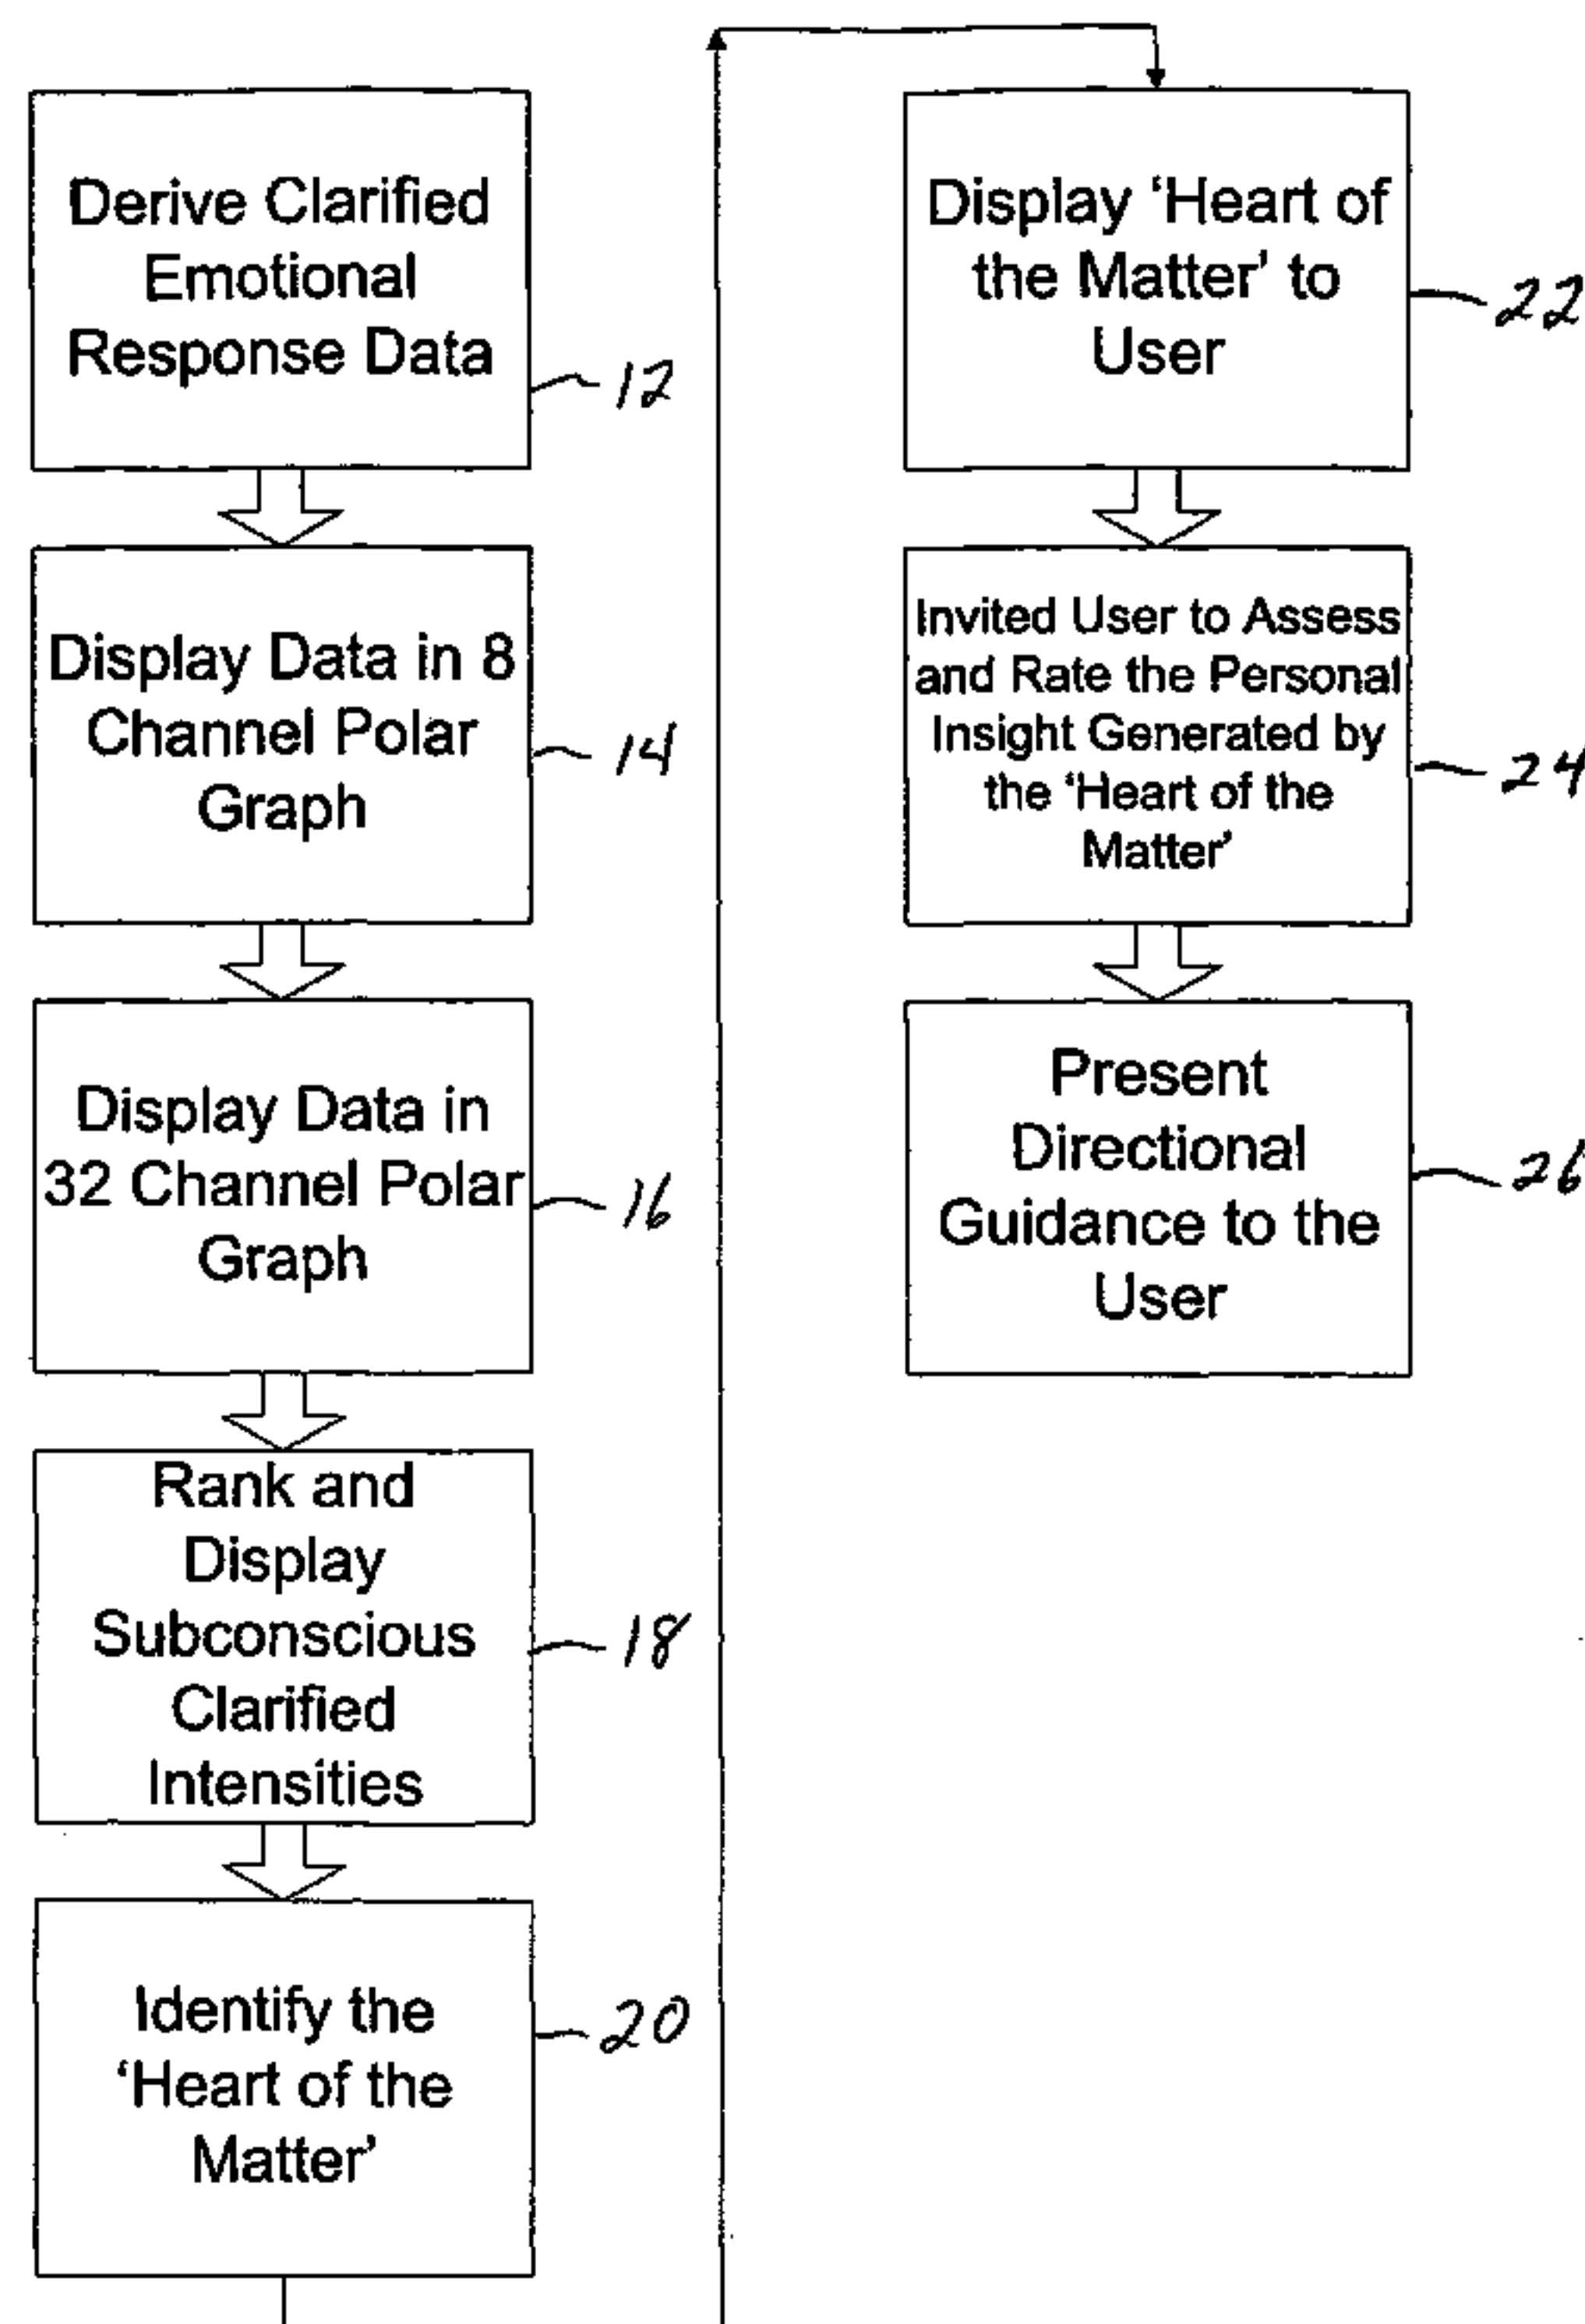 Derive Clarified
Emotional
Response Data
12
Display Data in 8
Channel Polar
Graph
14
Display Data in
32 Channel Polar
Graph
16
Rank and
Display
Subconscious
Clarified
Intensities
18
Identify the
‘Heart of the
Matter’
20
Display ‘Heart of
the Matter’ to
User
22
Invited User to Assess
and Rate the Personal
Insight Generated by
the ‘Heart of the
Matter’
24
Present
Directional
Guidance to the
User
26